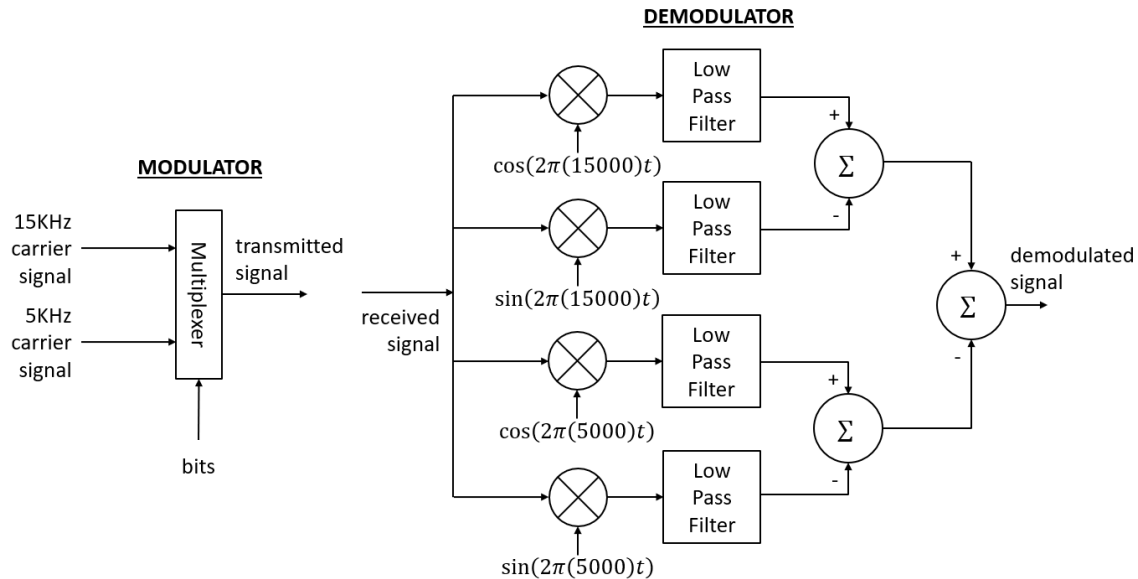 DEMODULATOR
MODULATOR
15KHz
carrier
signal
5KHz
carrier
signal
Multiplexer
bits
transmitted
signal
received
signal
cos(2π(15000)t)
Low
Pass
Filter
sin(2π(15000)t)
Low
Pass
Filter
cos(2π(5000)t)
Low
Pass
Filter
sin(2π(5000)t)
Low
Pass
Filter
+
Σ
-
+
Σ
-
+
Σ
-
demodulated
signal